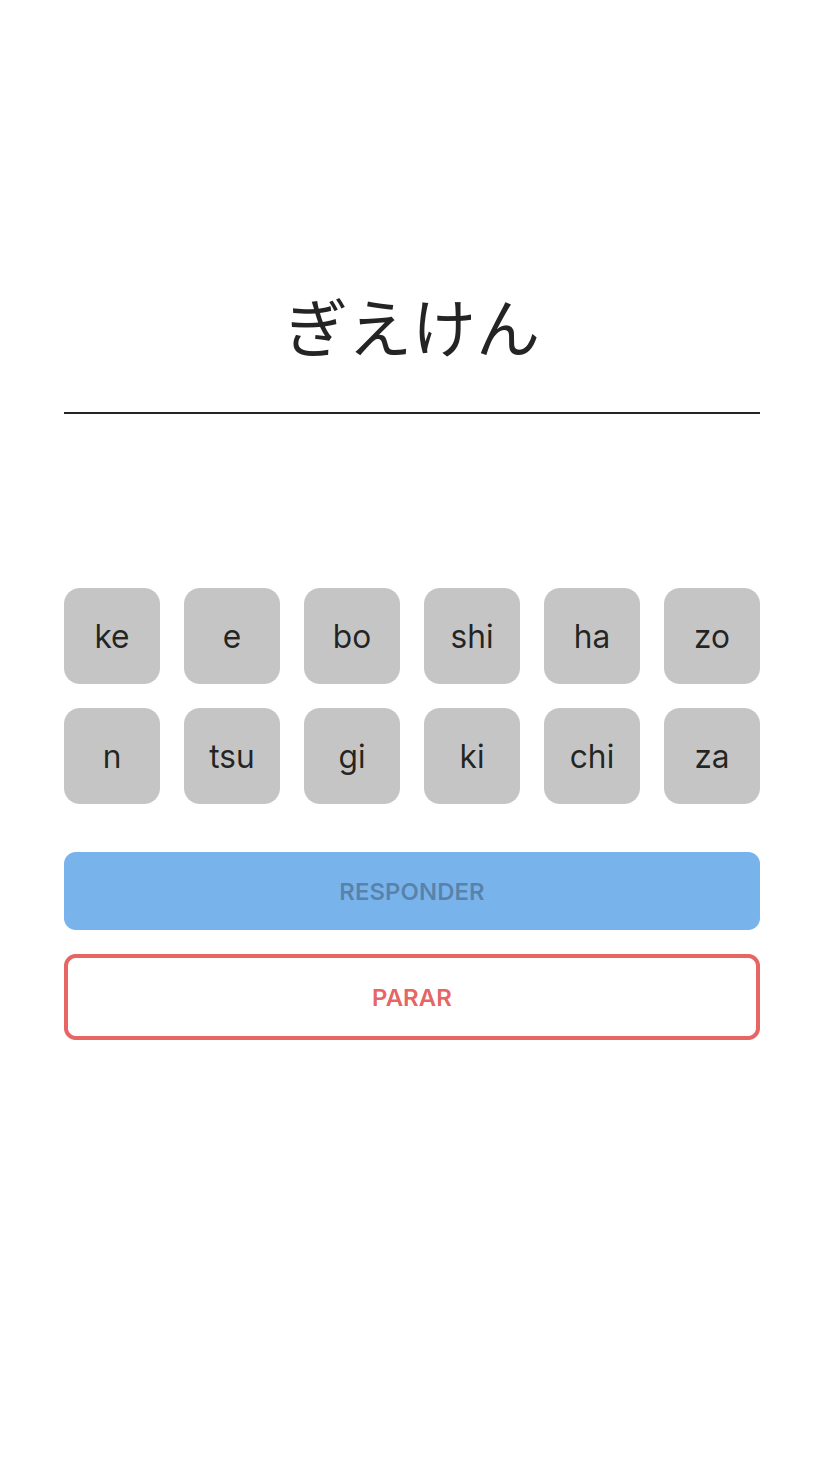 ぎえけん
ke e bo shi ha zo
n tsu gi ki chi za
RESPONDER
PARAR